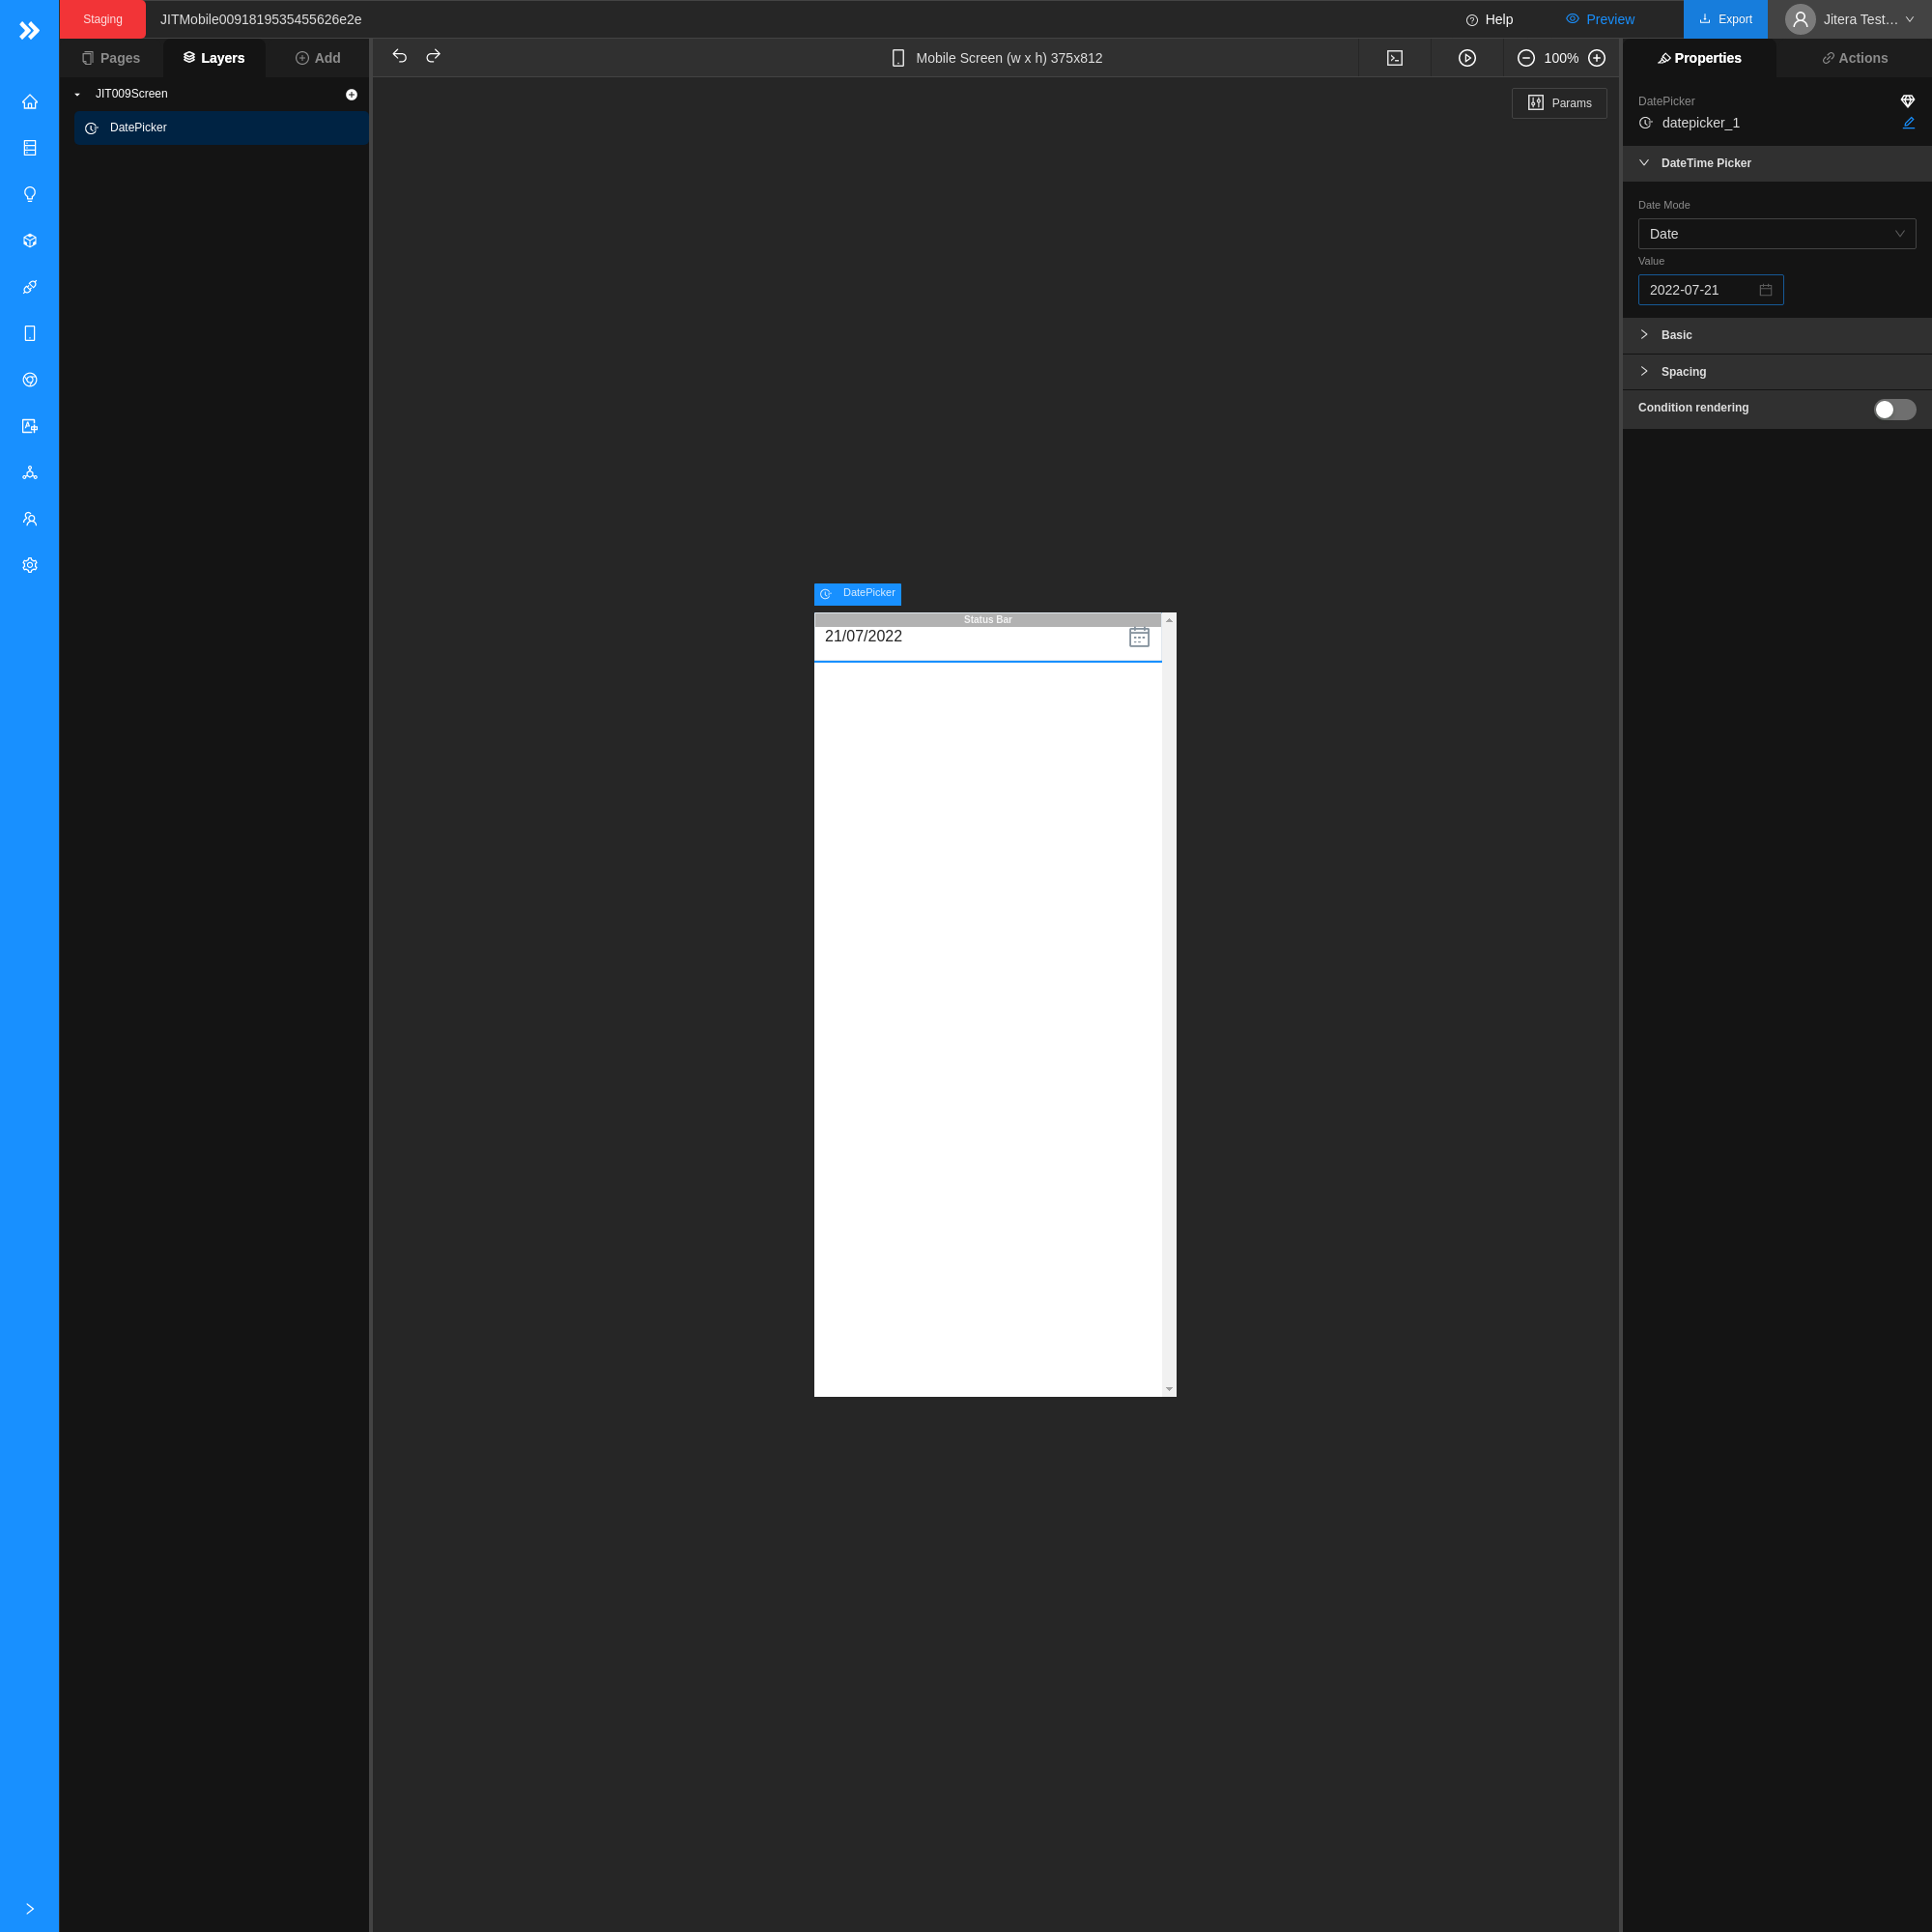 Staging
JITMobile0091819535455626e2e
Help
Preview
Export
Jitera Test...
Pages
Layers
Add
Mobile Screen (w x h) 375x812
100%
Properties
Actions
JIT009Screen
DatePicker
Params
DatePicker
datepicker_1
DateTime Picker
Date Mode
Date
Value
2022-07-21
Basic
Spacing
Condition rendering
DatePicker
Status Bar
21/07/2022